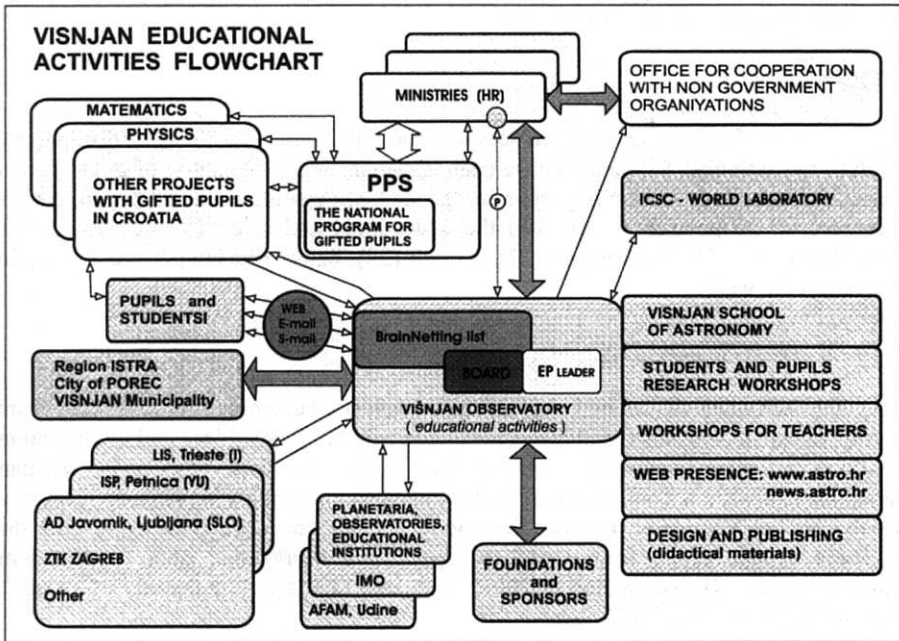 VISNJAN EDUCATIONAL
ACTIVITIES FLOWCHART
MINISTRIES (HR)
OFFICE FOR COOPERATION
WITH NON GOVERNMENT
ORGANIYATIONS
MATEMATICS
PHYSICS
OTHER PROJECTS
WITH GIFTED PUPILS
IN CROATIA
PPS
THE NATIONAL
PROGRAM FOR
GIFTED PUPILS
P
ICSC - WORLD LABORATORY
PUPILS and
STUDENTSI
WEB
E-mail
S-mail
BrainNetting list
BOARD
EP LEADER
VIŠNJAN OBSERVATORY
( educational activities )
Region ISTRA
City of POREC
VISNJAN Municipality
VISNJAN SCHOOL
OF ASTRONOMY
STUDENTS AND PUPILS
RESEARCH WORKSHOPS
WORKSHOPS FOR TEACHERS
WEB PRESENCE: www.astro.hr
news.astro.hr
DESIGN AND PUBLISHING
(didactical materials)
LIS, Trieste (I)
ISP, Petnica (YU)
AD Javornik, Ljubljana (SLO)
ZTK ZAGREB
Other
PLANETARIA,
OBSERVATORIES,
EDUCATIONAL
INSTITUTIONS
IMO
AFAM, Udine
FOUNDATIONS
and
SPONSORS